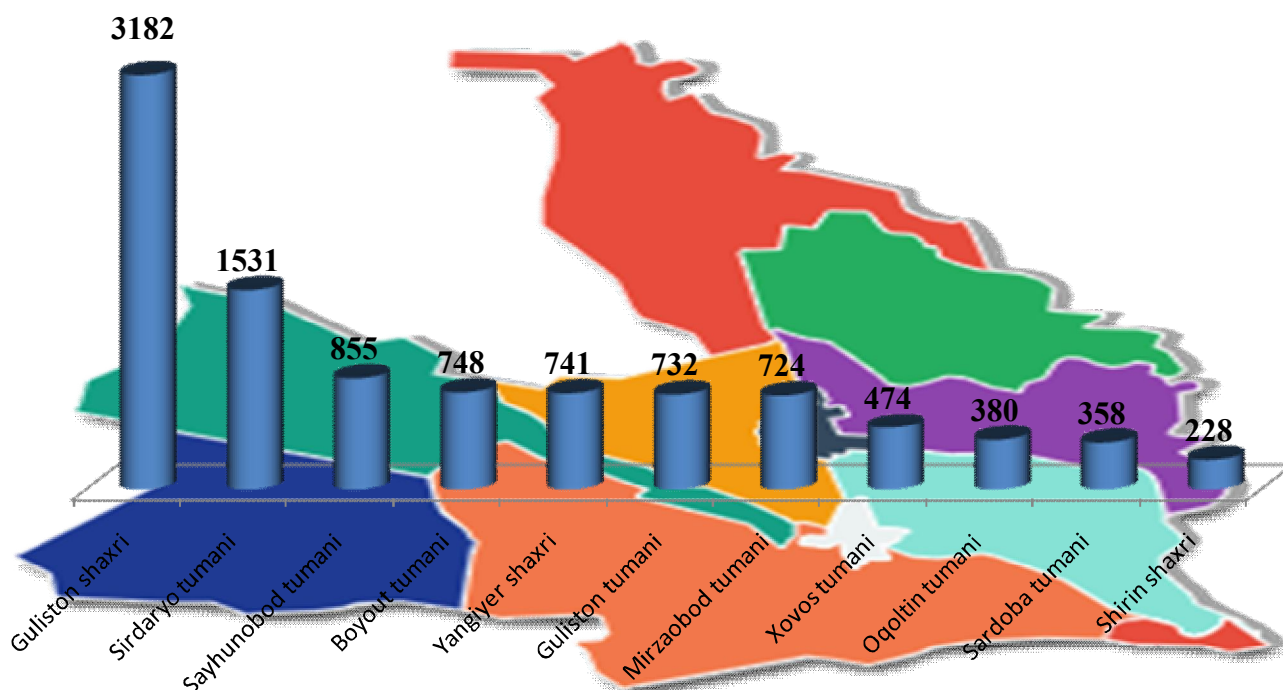 3182
1531
855
748
741
732
724
474
380
358
228
Guliston shaxri
Sirdaryo tumani
Sayhunobod tumani
Boyout tumani
Yangiyer shaxri
Guliston tumani
Mirzaobod tumani
Xovos tumani
Oqoltin tumani
Sardoba tumani
Shirin shaxri